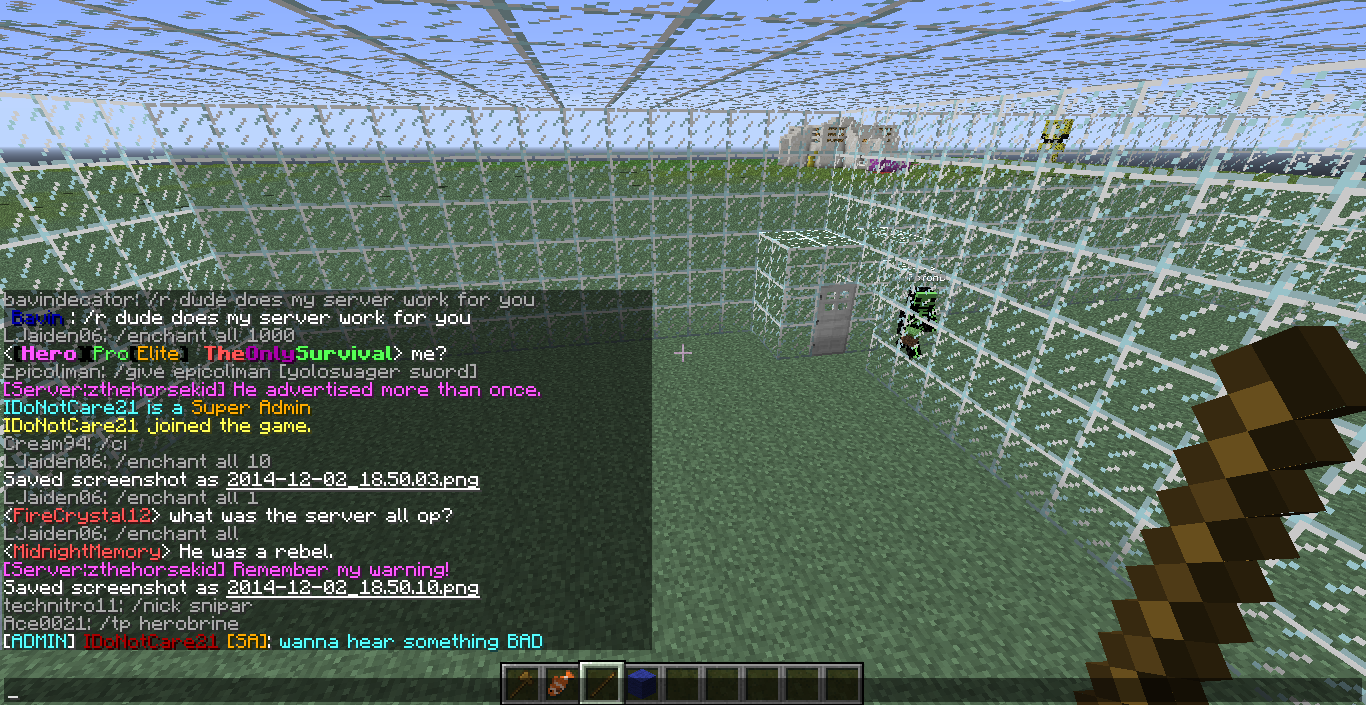 bavindecator: /r dude does my server work for you
Bavin : /r dude does my server work for you
LJaiden06: /enchant all 1000
<[Hero][Pro[Elite] TheOnlySurvival> me?
Epicoliman: /give epicoliman [yoloswager sword]
[Server:zthehorsekid] He advertised more than once.
IDoNotCare21 is a Super Admin
IDoNotCare21 joined the game.
Cream94: /ci
LJaiden06: /enchant all 10
Saved screenshot as 2014-12-02_18.50.03.png
LJaiden06: /enchant all 1
<FireCrystal12> what was the server all op?
LJaiden06: /enchant all
<MidnightMemory> He was a rebel.
[Server:zthehorsekid] Remember my warning!
Saved screenshot as 2014-12-02_18.50.10.png
technitro11: /nick snipar
Ace0021: /tp herobrine
[ADMIN] IDoNotCare21 [SA]: wanna hear something BAD
_